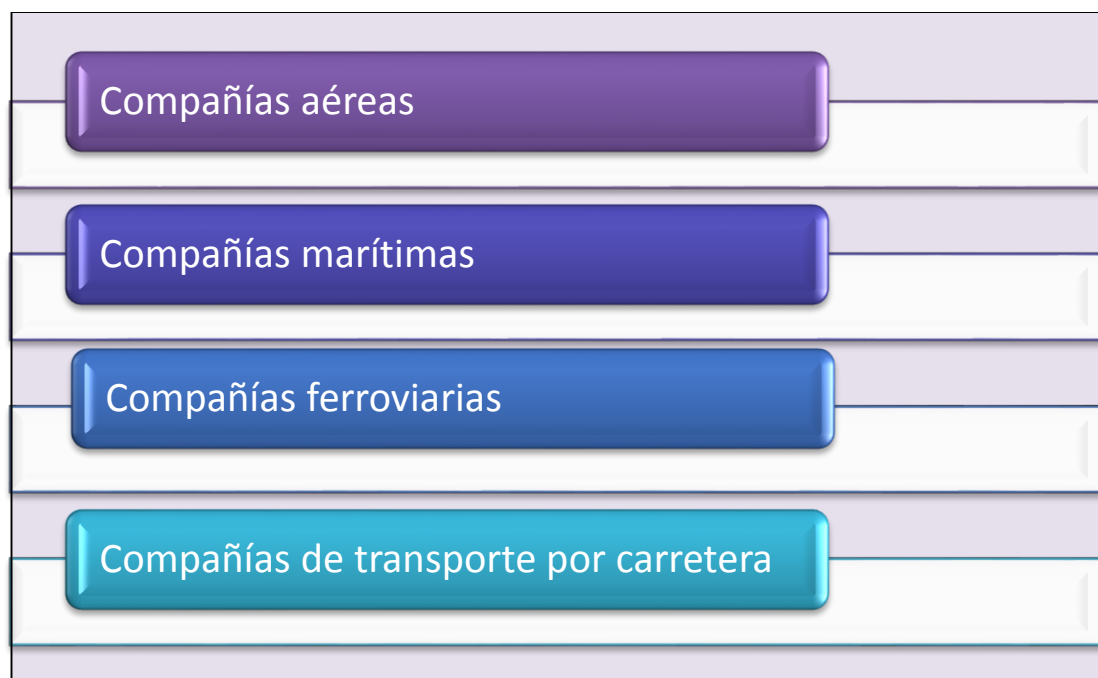 Compañías aéreas
Compañías marítimas
Compañías ferroviarias
Compañías de transporte por carretera